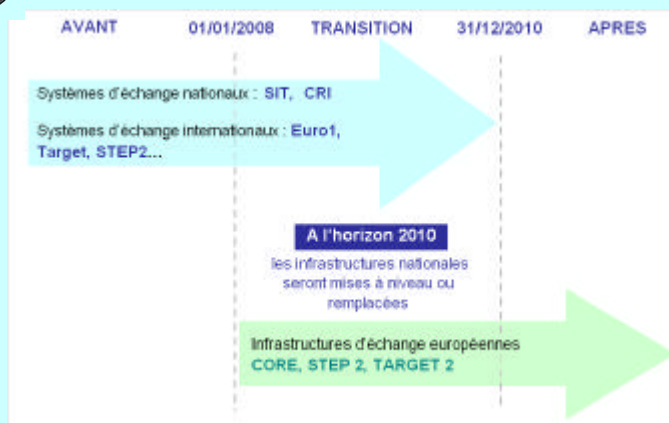 AVANT 01/01/2008 TRANSITION 31/12/2010 APRES
Systèmes d'échange nationaux : SIT, CRI
Systèmes d'échange internationaux : Euro1,
Target, STEP2...
A l'horizon 2010
les infrastructures nationales
seront mises à niveau ou
remplacées
Infrastructures d'échange européennes
CORE, STEP 2, TARGET 2